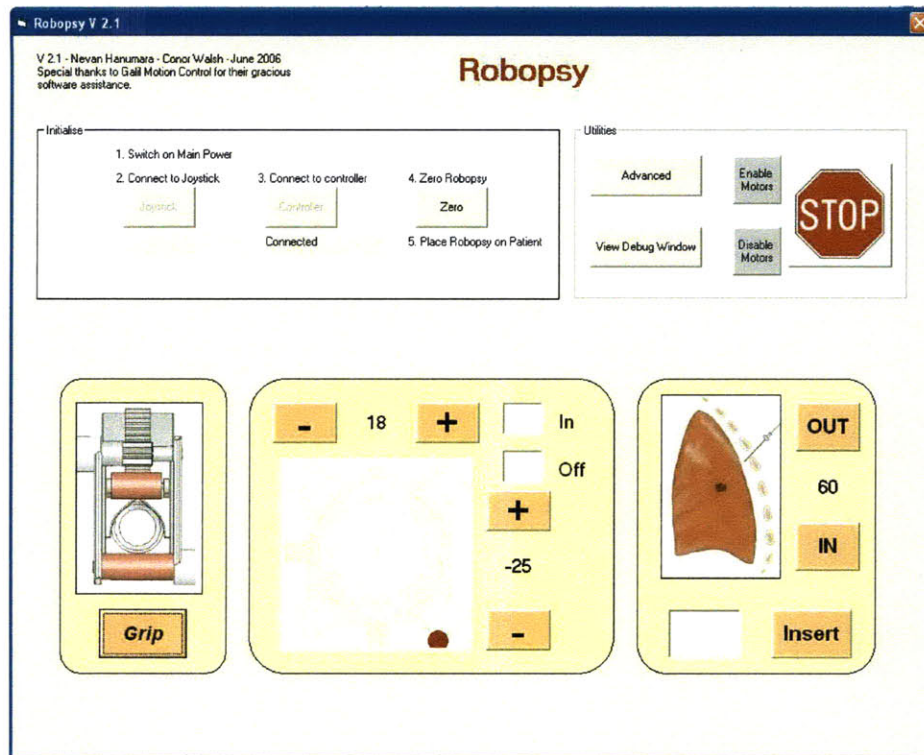 Robopsy V 2.1
V 2.1 - Nevan Hanumara - Conor Walsh - June 2006
Special thanks to Galil Motion Control for their gracious
software assistance.
Robopsy
Initialise
1. Switch on Main Power
2. Connect to Joystick
3. Connect to controller
4. Zero Robopsy
Joystick
Controller
Zero
Connected
5. Place Robopsy on Patient
Utilities
Advanced
Enable
Motors
STOP
View Debug Window
Disable
Motors
Grip
-
18
+
In
Off
+
-25
-
OUT
60
IN
Insert